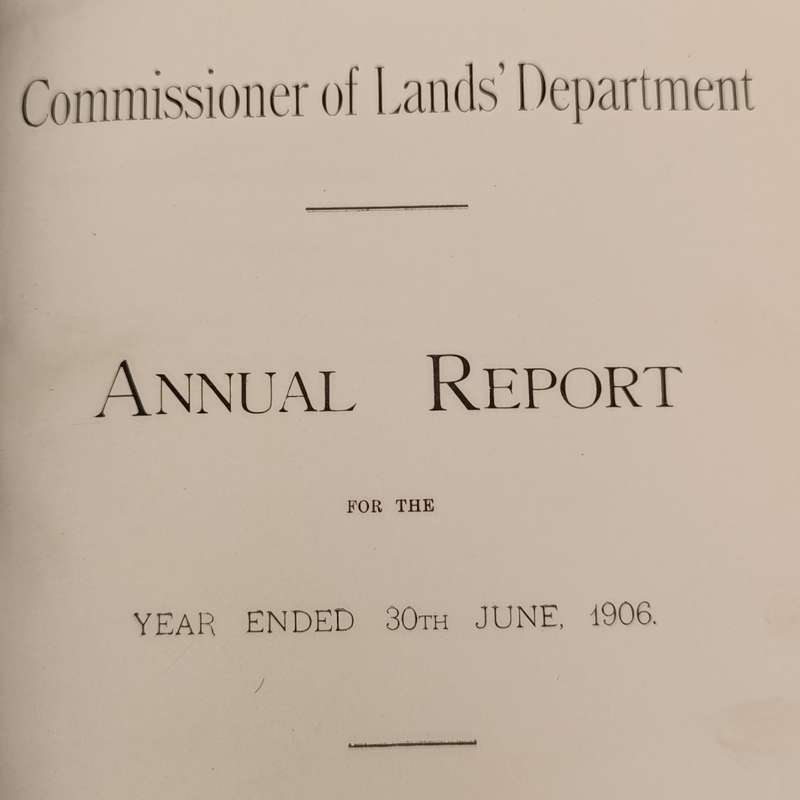 Commissioner of Lands' Department
ANNUAL REPORT
FOR THE
YEAR ENDED 30TH JUNE, 1906.